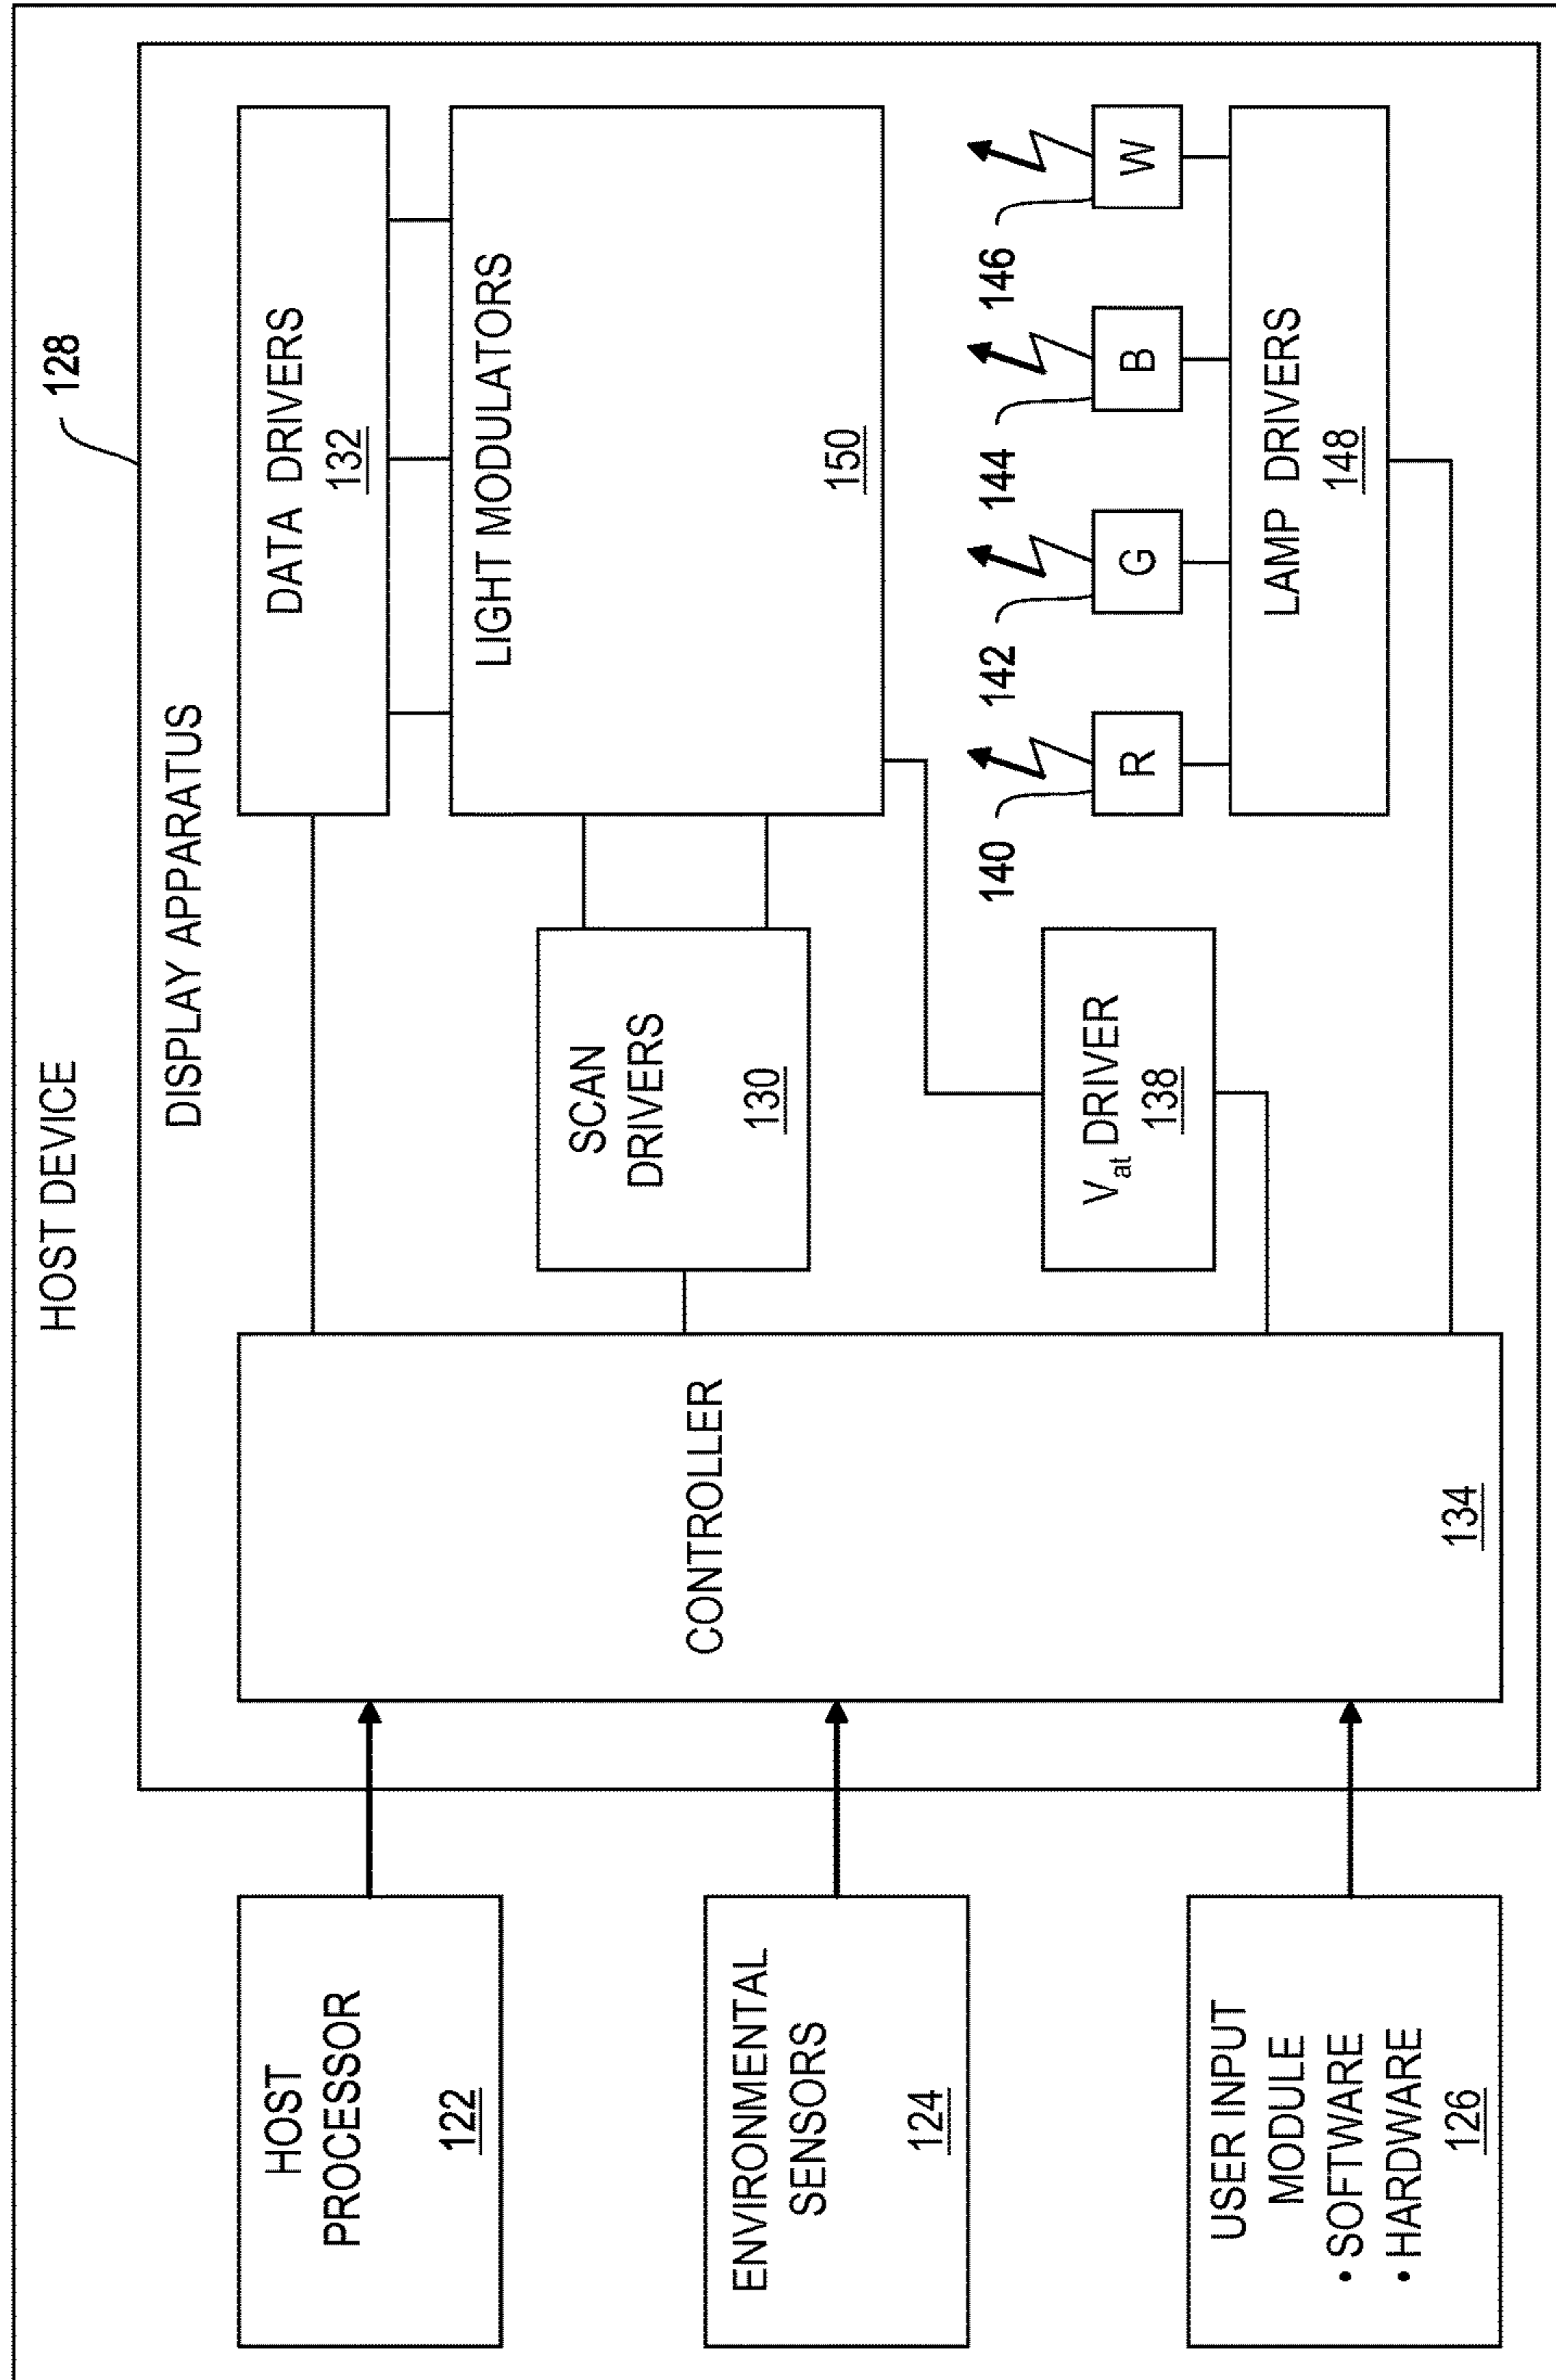 HOST DEVICE
128
DISPLAY APPARATUS
HOST
PROCESSOR
122
ENVIRONMENTAL
SENSORS
124
USER INPUT
MODULE
• SOFTWARE
• HARDWARE
126
CONTROLLER
134
SCAN
DRIVERS
130
Vat DRIVER
138
DATA DRIVERS
132
LIGHT MODULATORS
150
140
142
144
146
R
G
B
W
LAMP DRIVERS
148